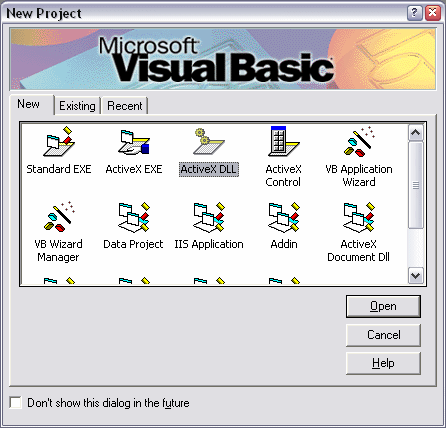 New Project
Microsoft
Visual Basic
New Existing Recent
Standard EXE ActiveX EXE ActiveX DLL ActiveX Control VB Application Wizard
VB Wizard Manager Data Project IIS Application Addin ActiveX Document Dll
Open
Cancel
Help
Don't show this dialog in the future